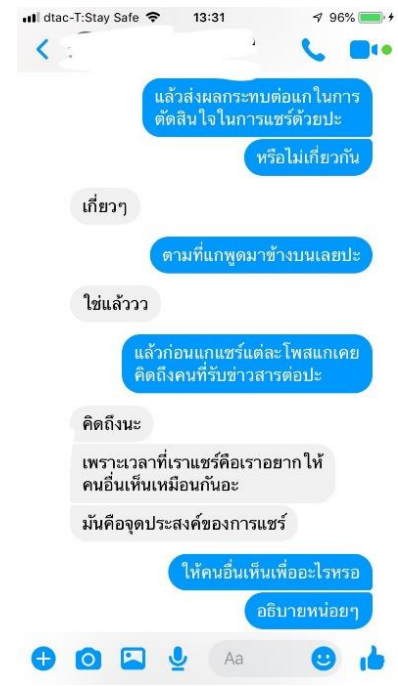 dtac-T:Stay Safe 13:31 96%
แล้วส่งผลกระทบต่อแกในการ
ตัดสินใจในการแชร์ด้วยปะ
หรือไม่เกี่ยวกัน
เกี่ยวๆ
ตามที่แกพูดมาข้างบนเลยปะ
ใช่แล้ววว
แล้วก่อนแกแชร์แต่ละโพสแกเคย
คิดถึงคนที่รับข่าวสารต่อปะ
คิดถึงนะ
เพราะเวลาที่เราแชร์คือเราอยากให้
คนอื่นเห็นเหมือนกันอะ
มันคือจุดประสงค์ของการแชร์
ให้คนอื่นเห็นเพื่ออะไรหรอ
อธิบายหน่อยๆ
Aa